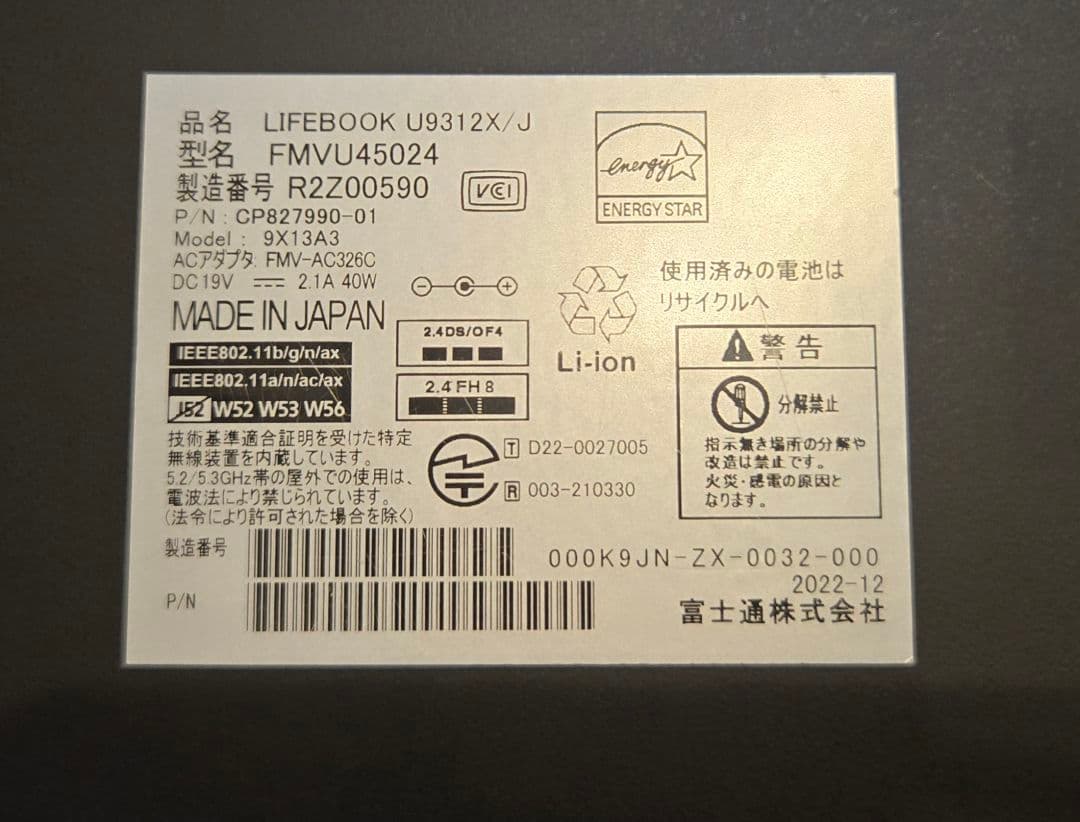 品名 LIFEBOOK U9312X/J
型名 FMVU45024
製造番号 R2Z00590
VCCI
P/N : CP827990-01
Model : 9X13A3
ACアダプタ: FMV-AC326C
DC19V 2.1A 40W
MADE IN JAPAN
energy
ENERGY STAR
IEEE802.11b/g/n/ax
IEEE802.11a/n/ac/ax
J52 W52 W53 W56
2.4DS/OF4
2.4FH8
Li-ion
使用済みの電池は
リサイクルへ
警告
分解禁止
指示無き場所の分解や
改造は禁止です。
火災・感電の原因と
なります。
技術基準適合証明を受けた特定
無線装置を内蔵しています。
5.2/5.3GHz帯の屋外での使用は、
電波法により禁じられています。
(法令により許可された場合を除く)
T D22-0027005
R 003-210330
製造番号
P/N
000K9JN-ZX-0032-000
2022-12
富士通株式会社